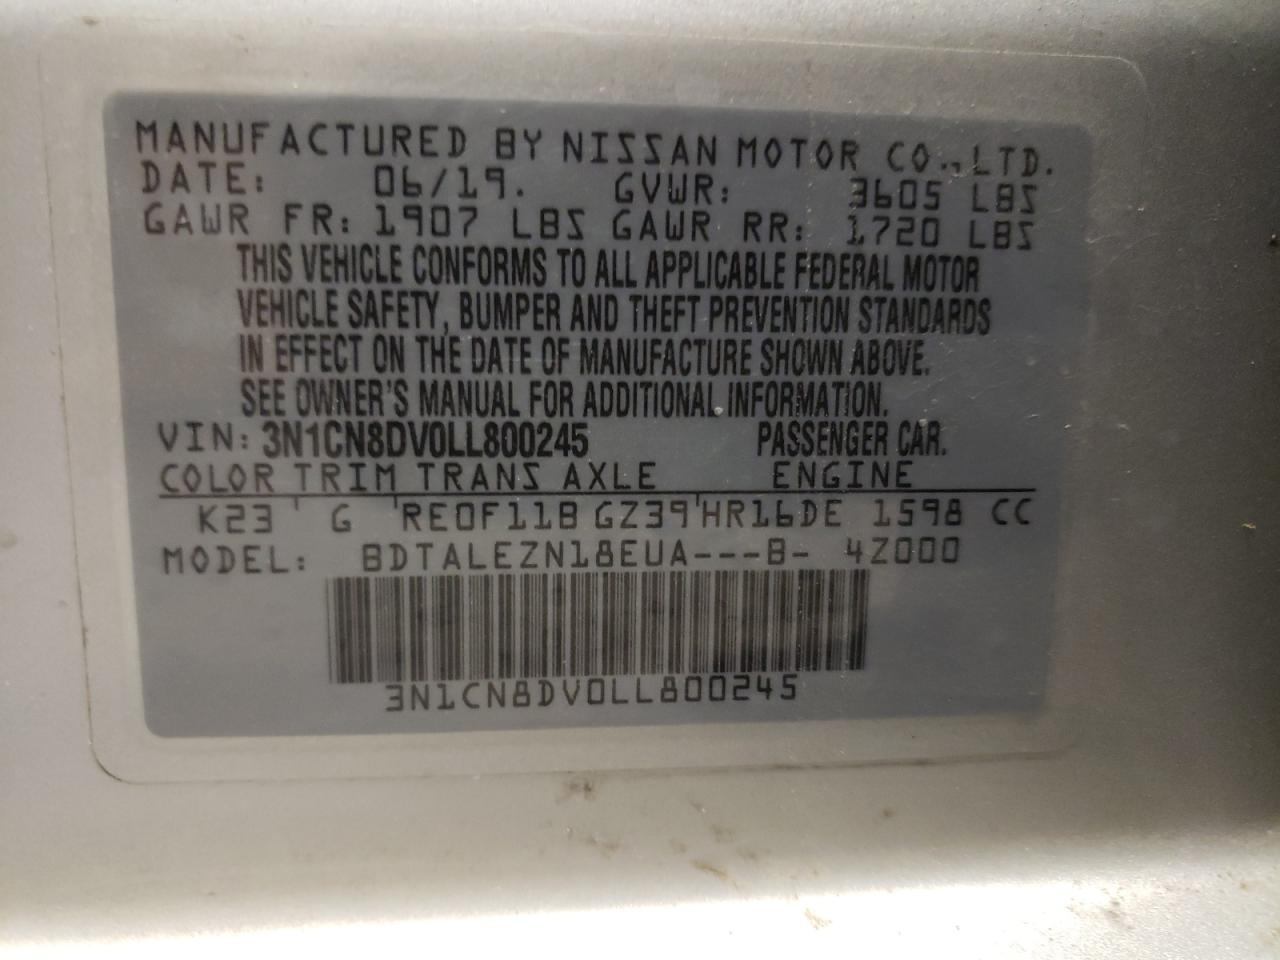 MANUFACTURED BY NISSAN MOTOR CO.,LTD.
DATE: 06/19. GVWR: 3605 LBS
GAWR FR: 1907 LBS GAWR RR: 1720 LBS
THIS VEHICLE CONFORMS TO ALL APPLICABLE FEDERAL MOTOR
VEHICLE SAFETY, BUMPER AND THEFT PREVENTION STANDARDS
IN EFFECT ON THE DATE OF MANUFACTURE SHOWN ABOVE.
SEE OWNER'S MANUAL FOR ADDITIONAL INFORMATION.
VIN: 3N1CN8DV0LL800245 PASSENGER CAR.
COLOR TRIM TRANS AXLE ENGINE
K23 ' G 'RE0F11B GZ39'HR16DE 1598 CC
MODEL: BDTALEZN18EUA---B- 4Z000
3N1CN8DV0LL800245